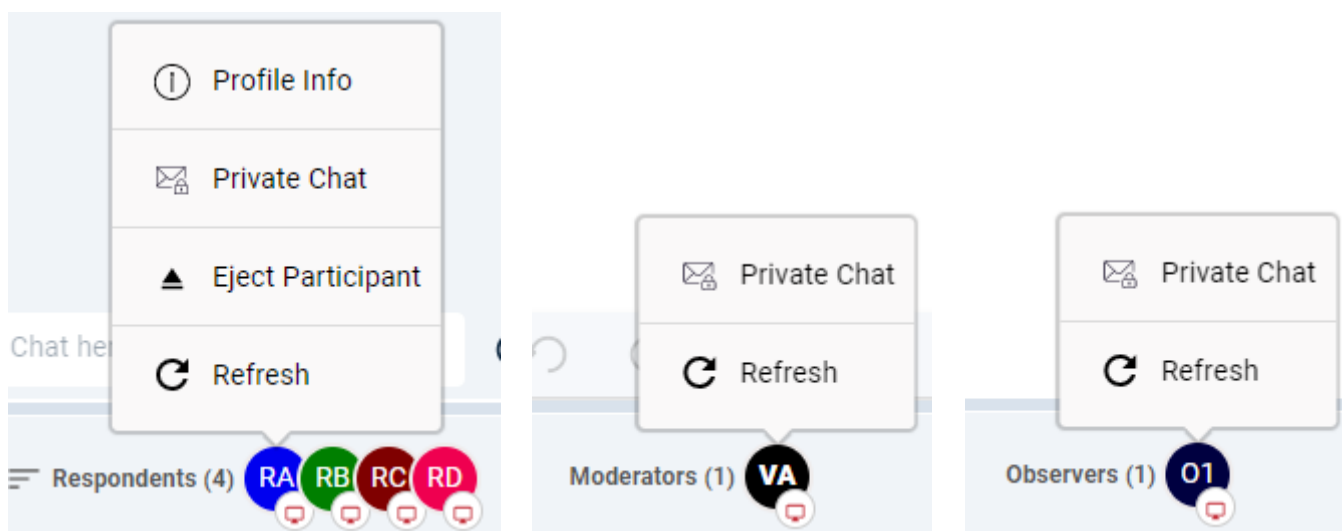 Profile Info
Private Chat
Eject Participant
Refresh
Chat her
Respondents (4) RA RB RC RD
Private Chat
Refresh
Moderators (1) VA
Private Chat
Refresh
Observers (1) O1